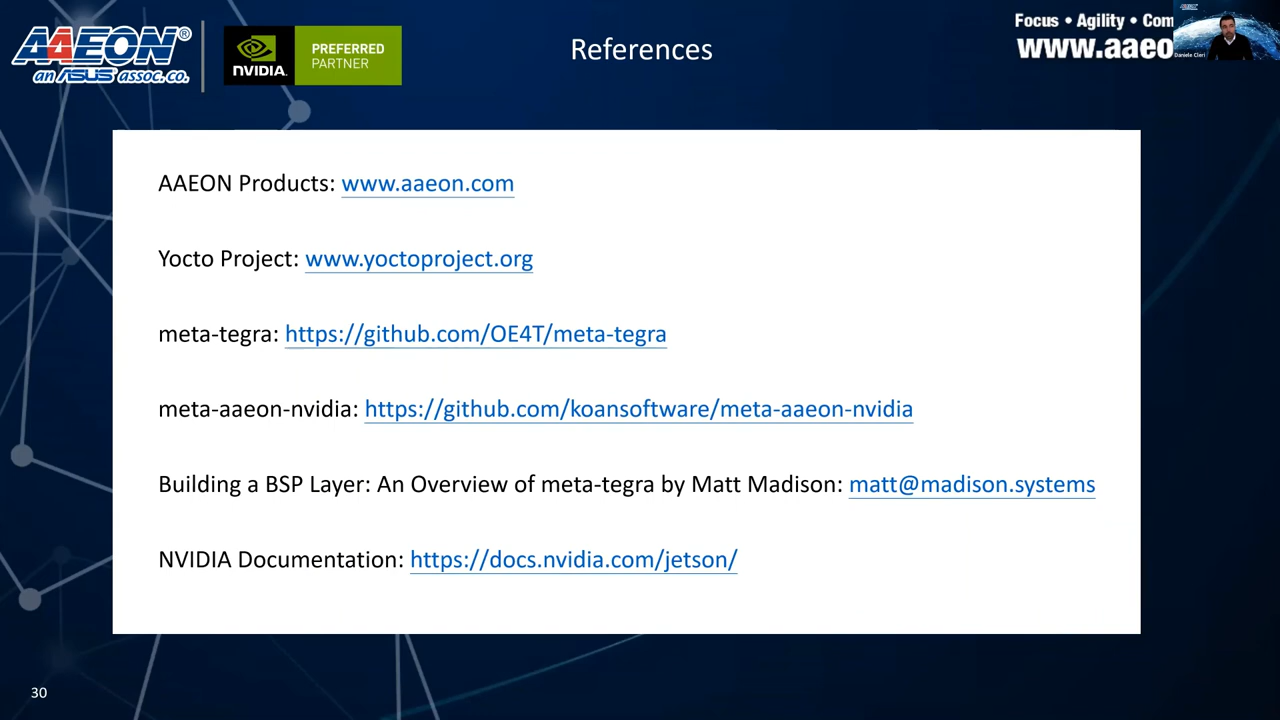 AAEON®
an ASUS assoc.co.
NVIDIA.
PREFERRED
PARTNER
References
Focus • Agility • Com
www.aaeo
Daniele Cleri
AAEON Products: www.aaeon.com
Yocto Project: www.yoctoproject.org
meta-tegra: https://github.com/OE4T/meta-tegra
meta-aaeon-nvidia: https://github.com/koansoftware/meta-aaeon-nvidia
Building a BSP Layer: An Overview of meta-tegra by Matt Madison: matt@madison.systems
NVIDIA Documentation: https://docs.nvidia.com/jetson/
30